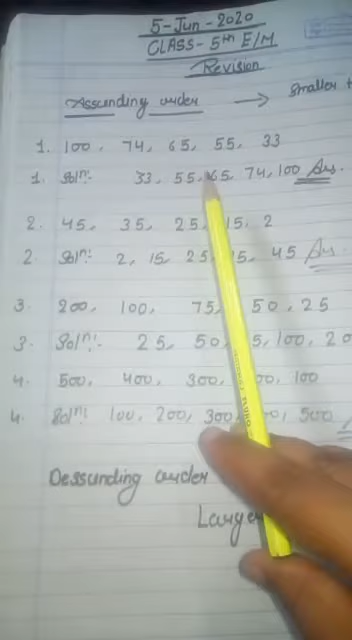 5-Jun-2020
CLASS-5th E/M
Revision
Assunding order → Smaller
1. 100, 74, 65, 55, 33
1. Soln:- 33, 55, 65, 74, 100 Ans.
2. 45, 35, 25, 15, 2
2. Soln:- 2, 15, 25, 45
3. 200, 100, 75, 50, 25
3. Soln:- 25, 50, 100,
4. 500, 400, 300, 100
4. Soln:- 100, 200, 300, 500
Dessunding order
Larger